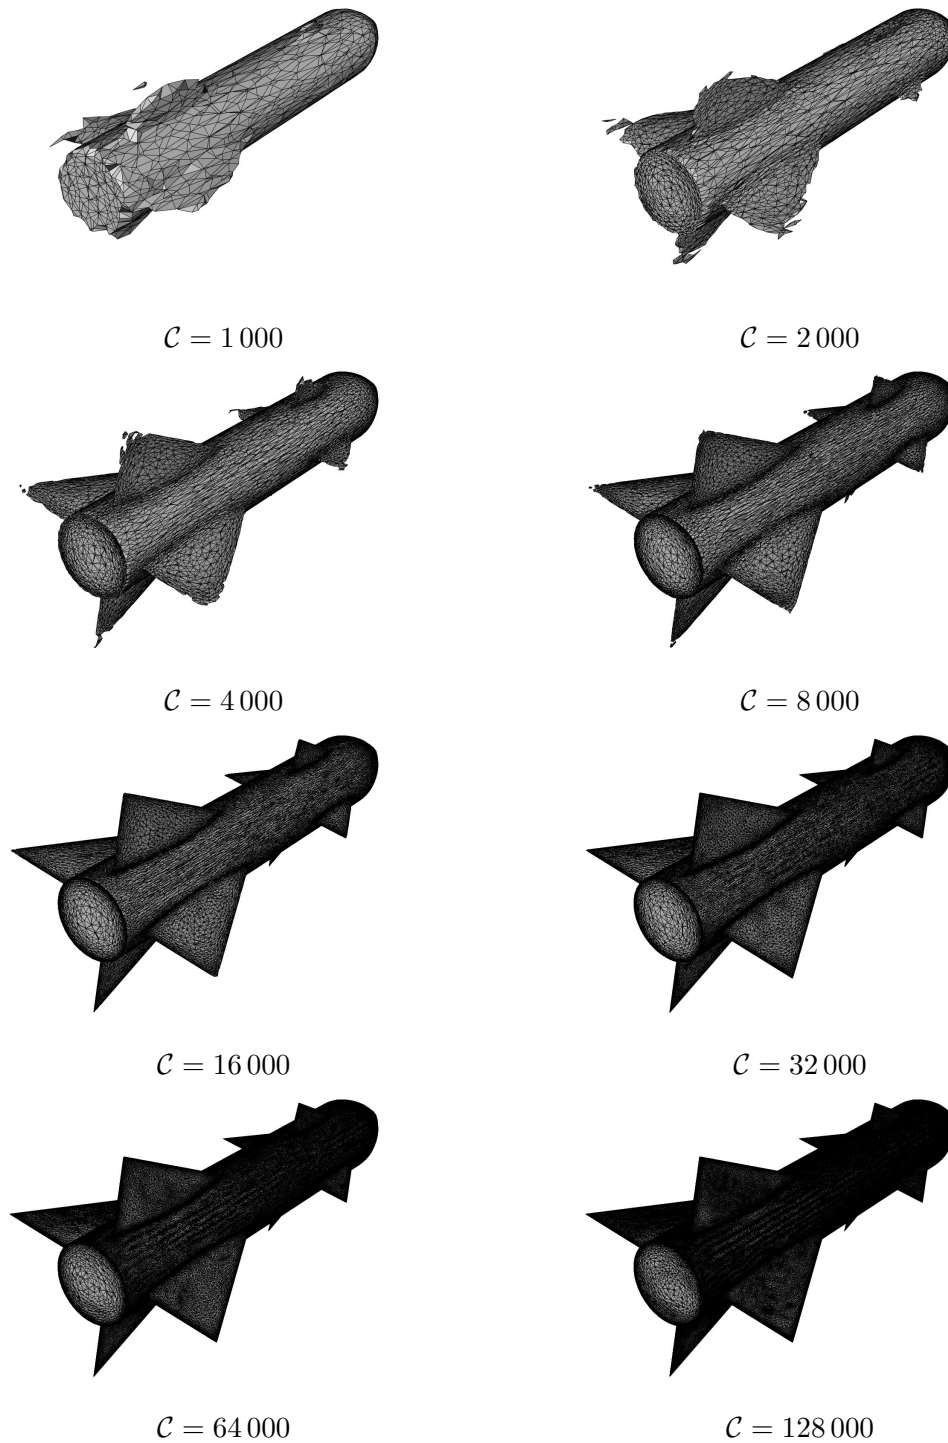 𝒞 = 1 000
𝒞 = 2 000
𝒞 = 4 000
𝒞 = 8 000
𝒞 = 16 000
𝒞 = 32 000
𝒞 = 64 000
𝒞 = 128 000